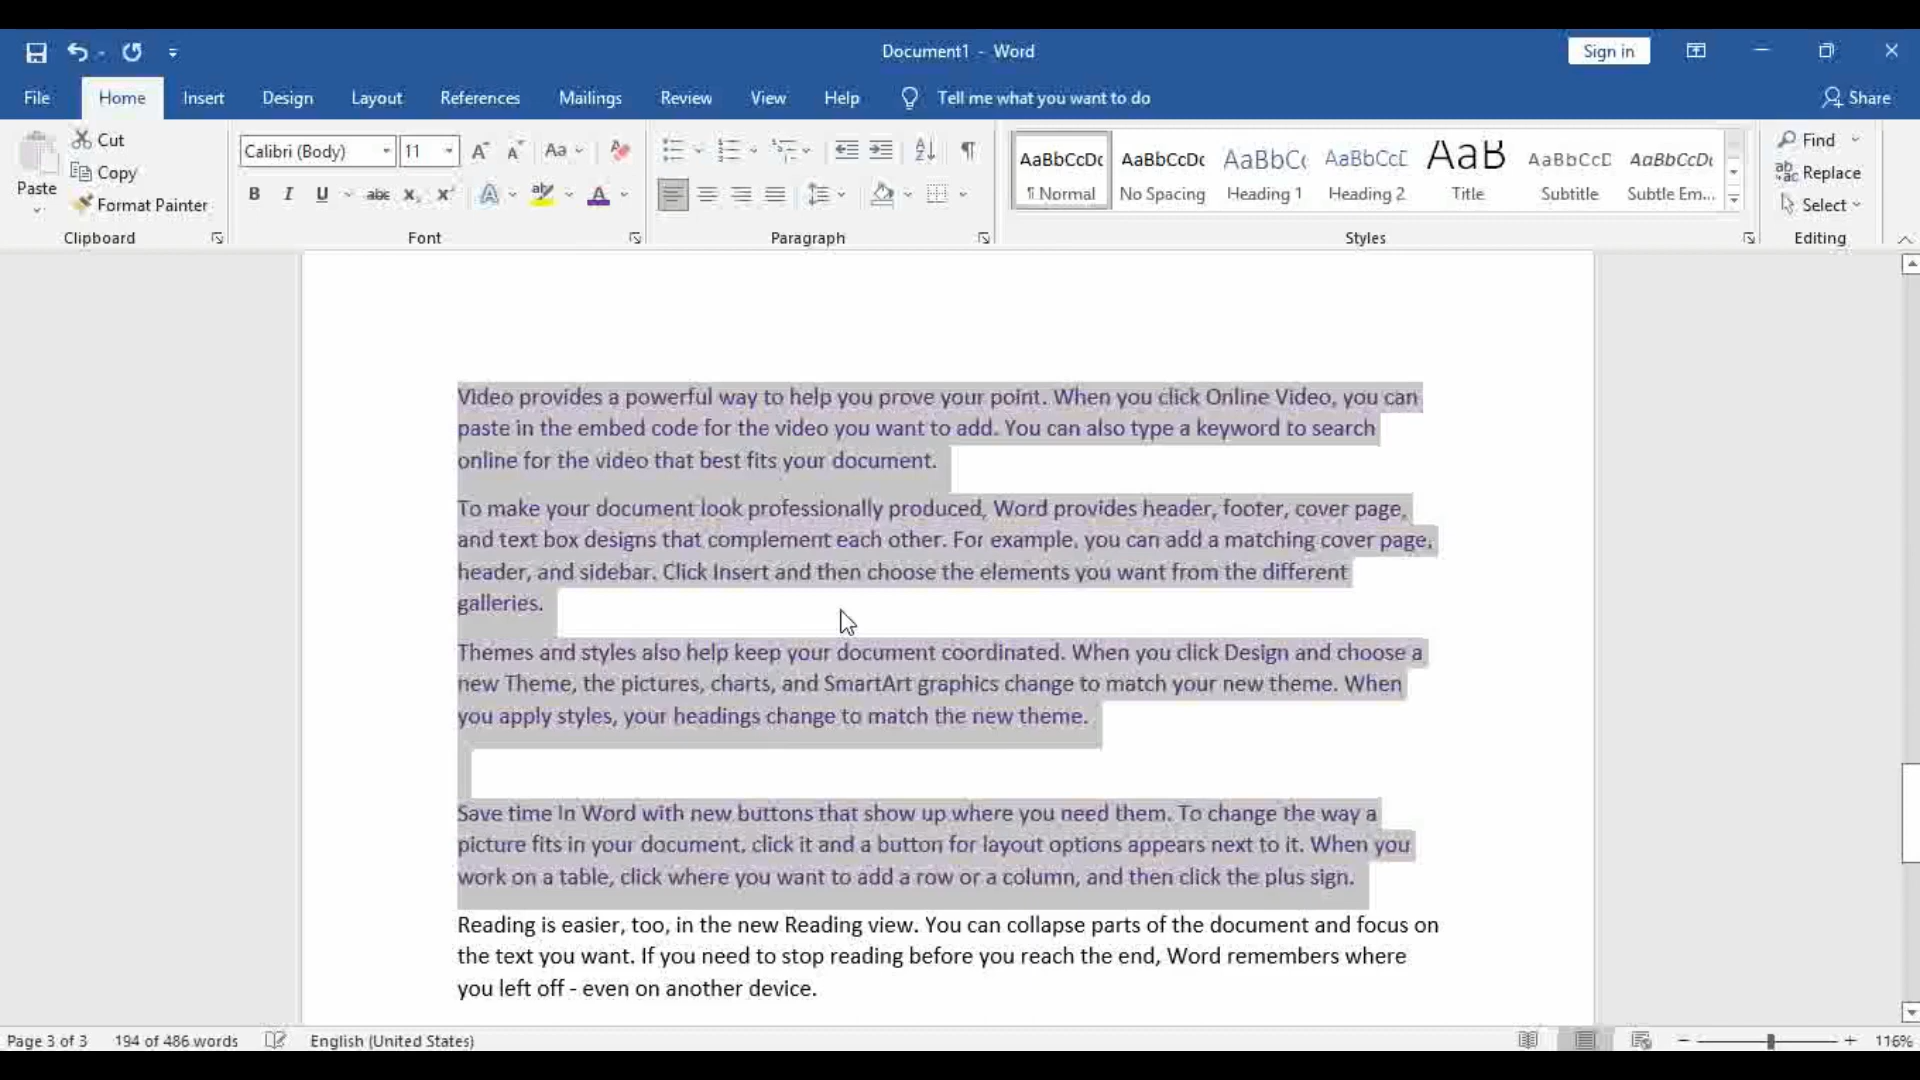 Document1 - Word
Sign in
File Home Insert Design Layout References Mailings Review View Help Tell me what you want to do Share
Paste
Cut
Copy
Format Painter
Clipboard
Calibri (Body) 11
Aa
B I U abc X X A ab A
Font
Paragraph
AaBbCcDc
¶ Normal
AaBbCcDc
No Spacing
AaBbC
Heading 1
AaBbCcE
Heading 2
AaB
Title
AaBbCcD
Subtitle
AaBbCcDc
Subtle Em...
Styles
Find
Replace
Select
Editing
Video provides a powerful way to help you prove your point. When you click Online Video, you can
paste in the embed code for the video you want to add. You can also type a keyword to search
online for the video that best fits your document.
To make your document look professionally produced, Word provides header, footer, cover page,
and text box designs that complement each other. For example, you can add a matching cover page,
header, and sidebar. Click Insert and then choose the elements you want from the different
galleries.
Themes and styles also help keep your document coordinated. When you click Design and choose a
new Theme, the pictures, charts, and SmartArt graphics change to match your new theme. When
you apply styles, your headings change to match the new theme.
Save time in Word with new buttons that show up where you need them. To change the way a
picture fits in your document, click it and a button for layout options appears next to it. When you
work on a table, click where you want to add a row or a column, and then click the plus sign.
Reading is easier, too, in the new Reading view. You can collapse parts of the document and focus on
the text you want. If you need to stop reading before you reach the end, Word remembers where
you left off - even on another device.
Page 3 of 3 194 of 486 words English (United States) 116%